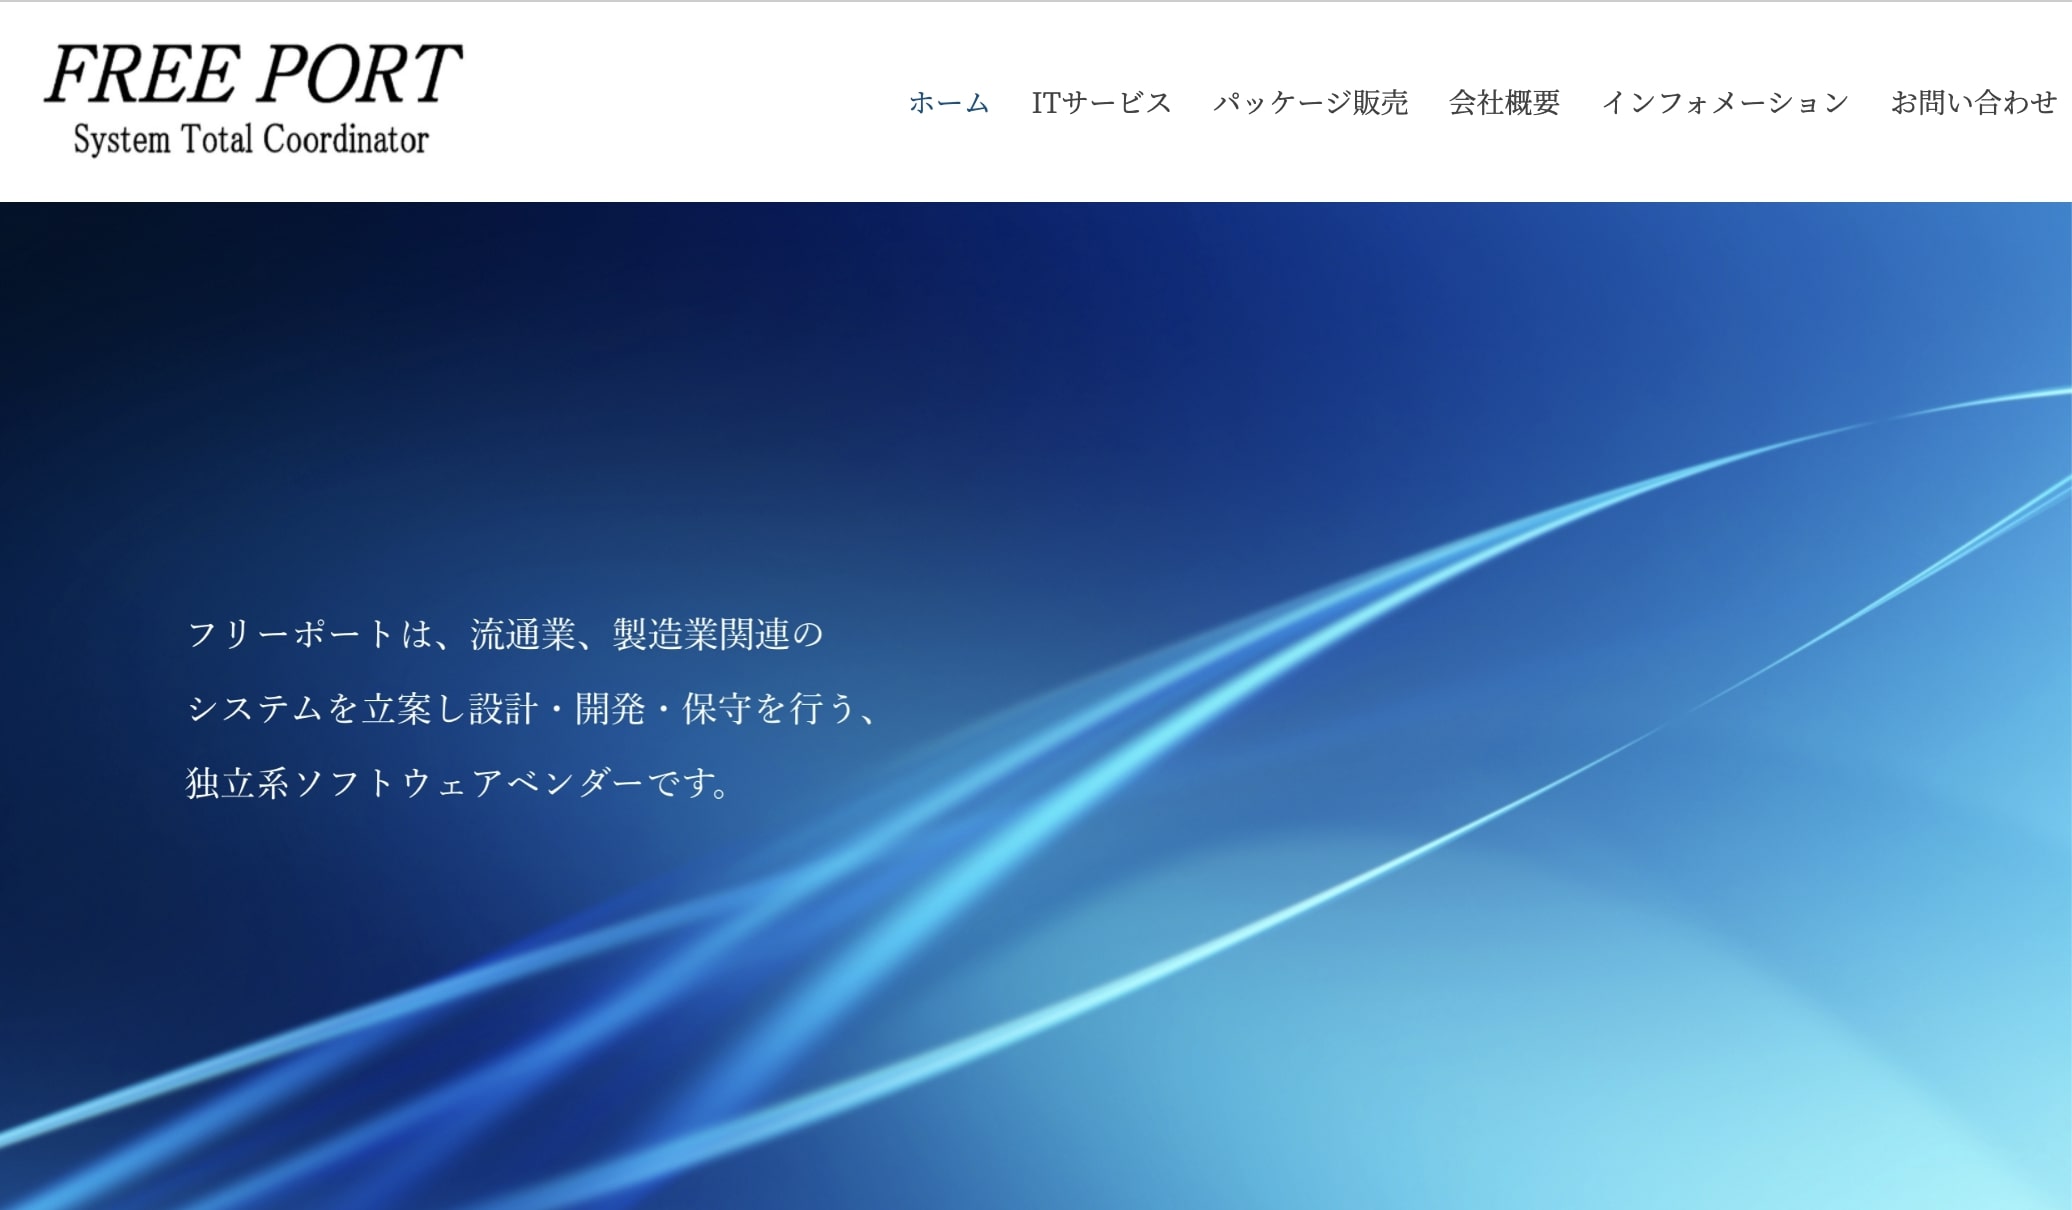 FREE PORT
System Total Coordinator
ホーム ITサービス パッケージ販売 会社概要 インフォメーション お問い合わせ
フリーポートは、流通業、製造業関連の
システムを立案し設計・開発・保守を行う、
独立系ソフトウェアベンダーです。